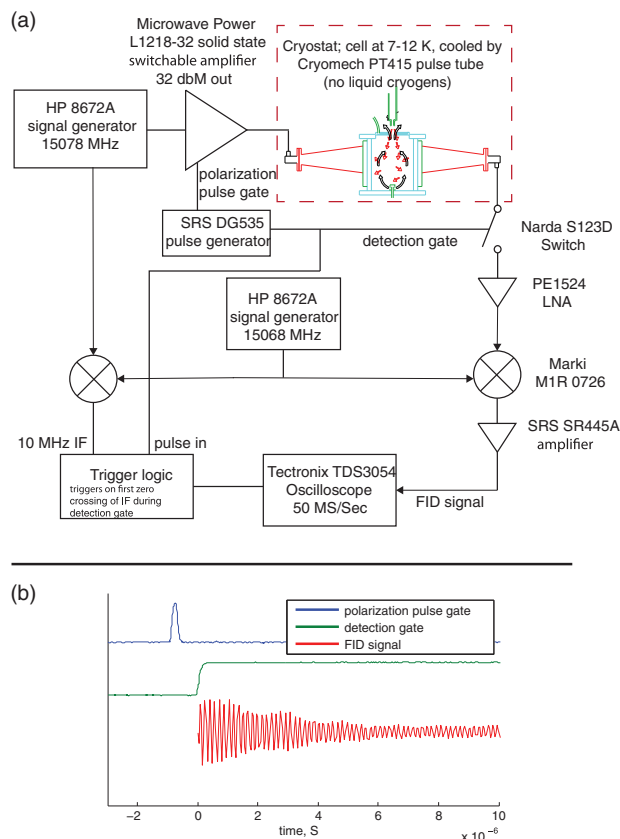 (a)
Microwave Power
L1218-32 solid state
switchable amplifier
32 dbM out
Cryostat; cell at 7-12 K, cooled by
Cryomech PT415 pulse tube
(no liquid cryogens)
HP 8672A
signal generator
15078 MHz
polarization
pulse gate
SRS DG535
pulse generator
detection gate
Narda S123D
Switch
PE1524
LNA
HP 8672A
signal generator
15068 MHz
Marki
M1R 0726
SRS SR445A
amplifier
10 MHz IF
pulse in
Trigger logic
triggers on first zero
crossing of IF during
detection gate
Tectronix TDS3054
Oscilloscope
50 MS/Sec
FID signal
(b)
polarization pulse gate
detection gate
FID signal
−2 0 2 4 6 8 10
time, S
x 10⁻⁶